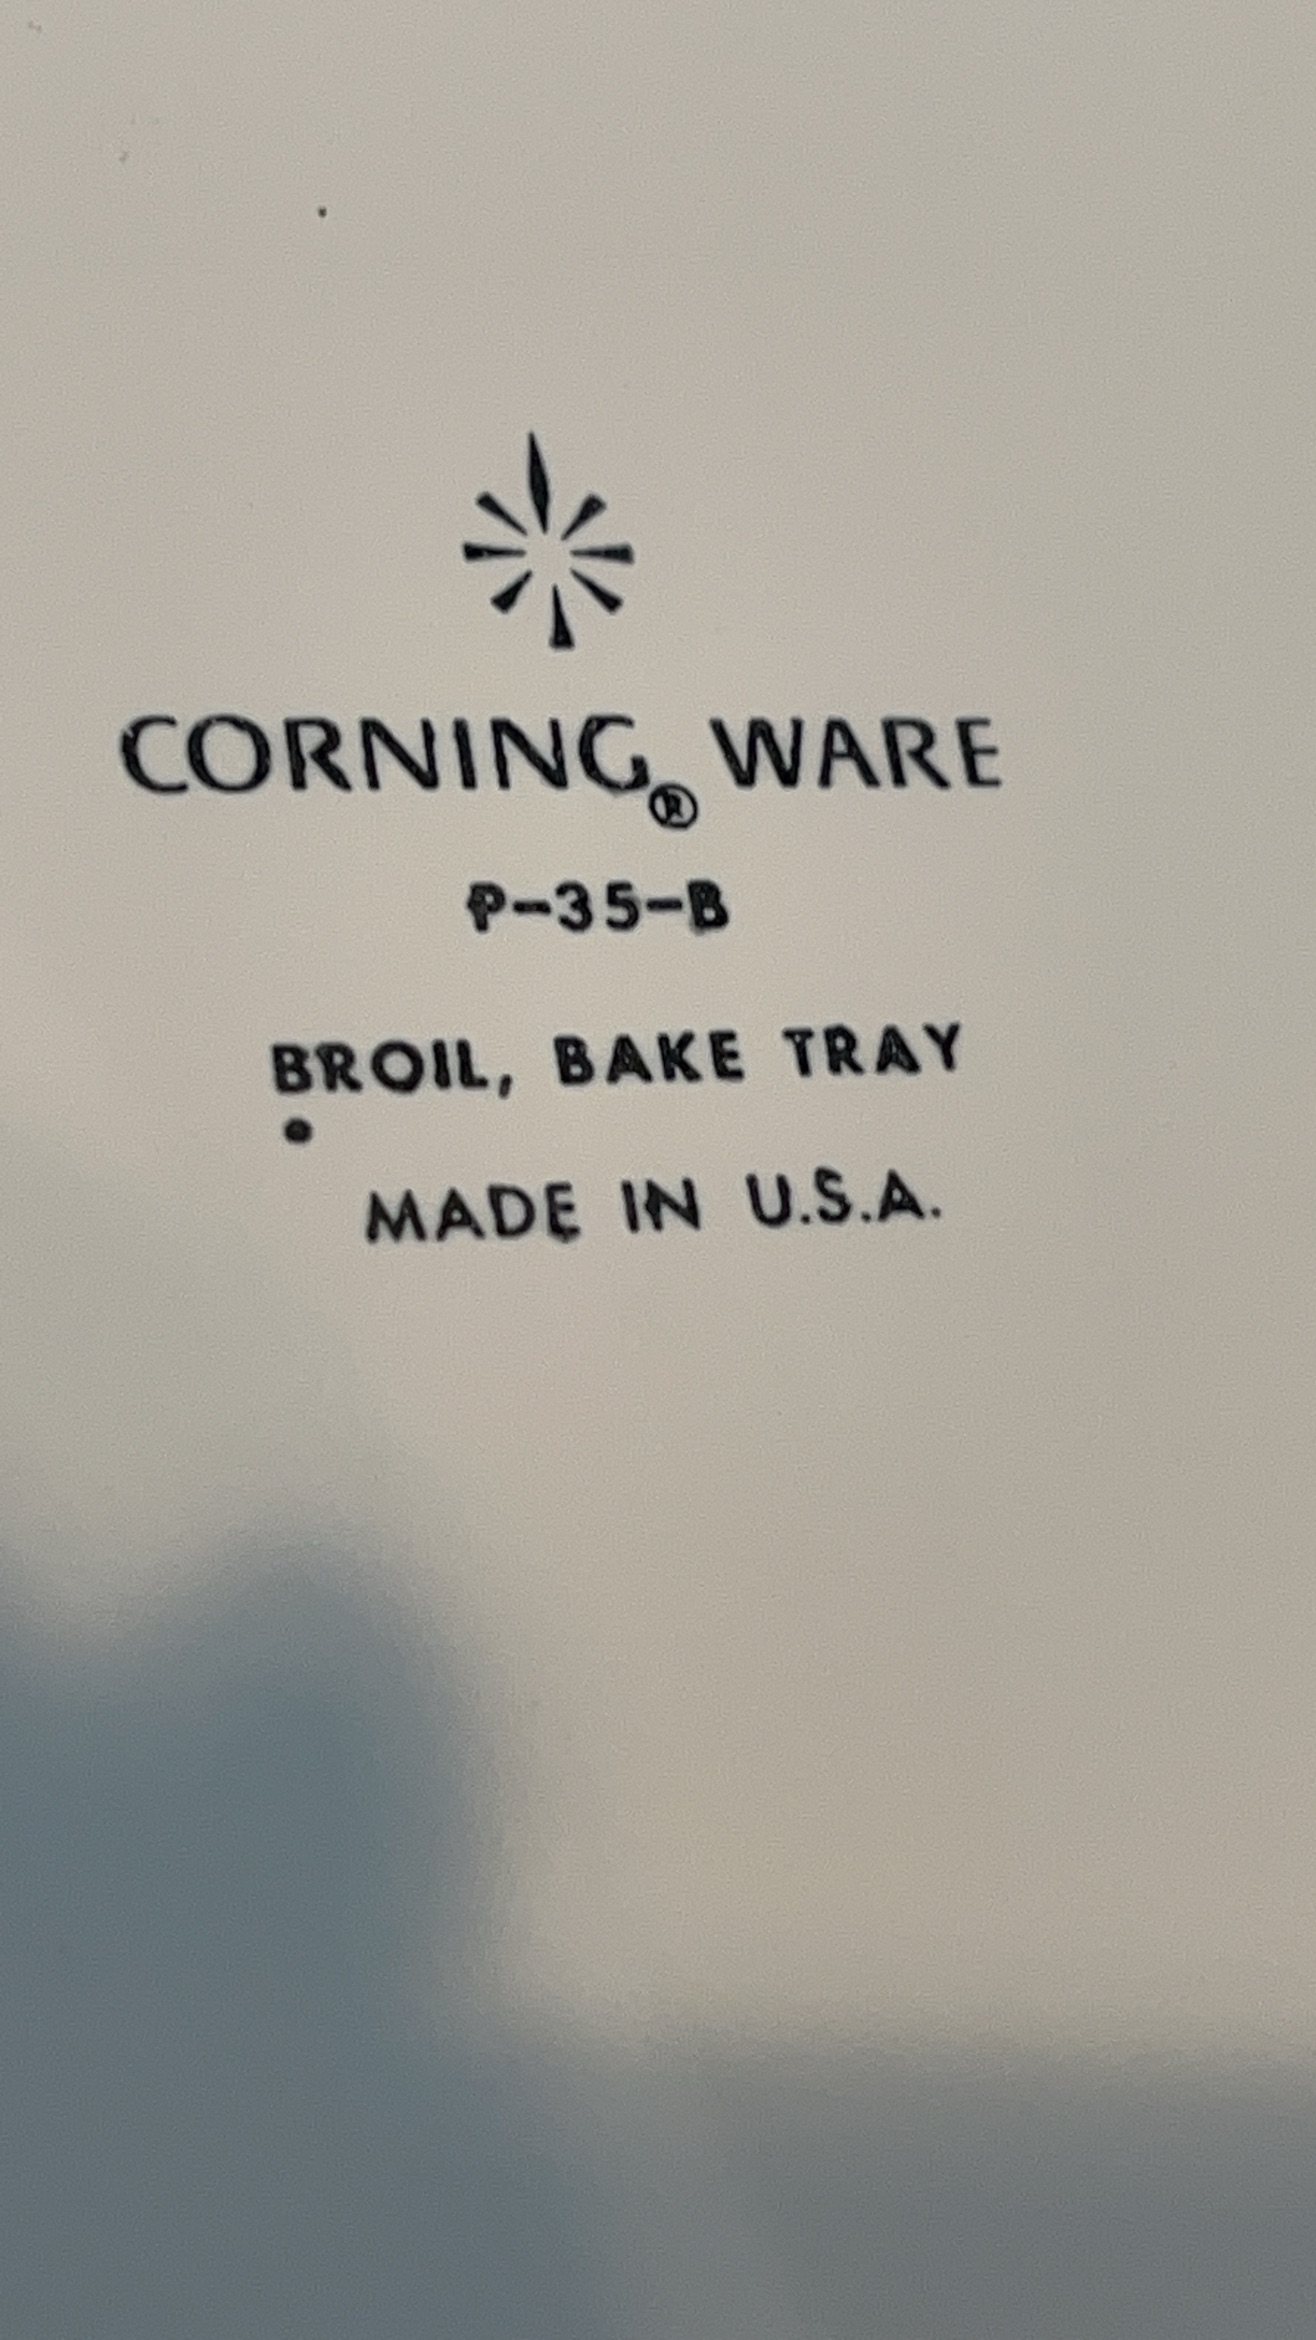 CORNING® WARE
P-35-B
BROIL, BAKE TRAY
MADE IN U.S.A.